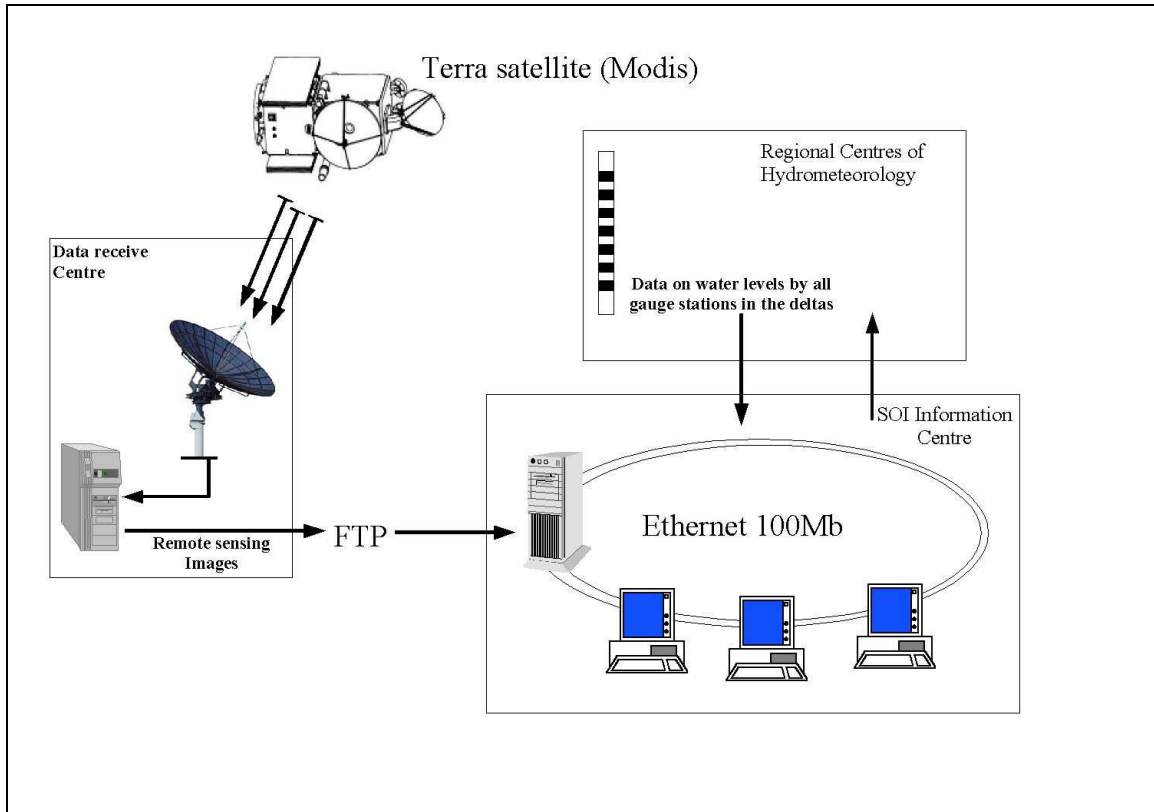 Terra satellite (Modis)
Regional Centres of
Hydrometeorology
Data receive
Centre
Data on water levels by all
gauge stations in the deltas
SOI Information
Centre
Ethernet 100Mb
FTP
Remote sensing
Images